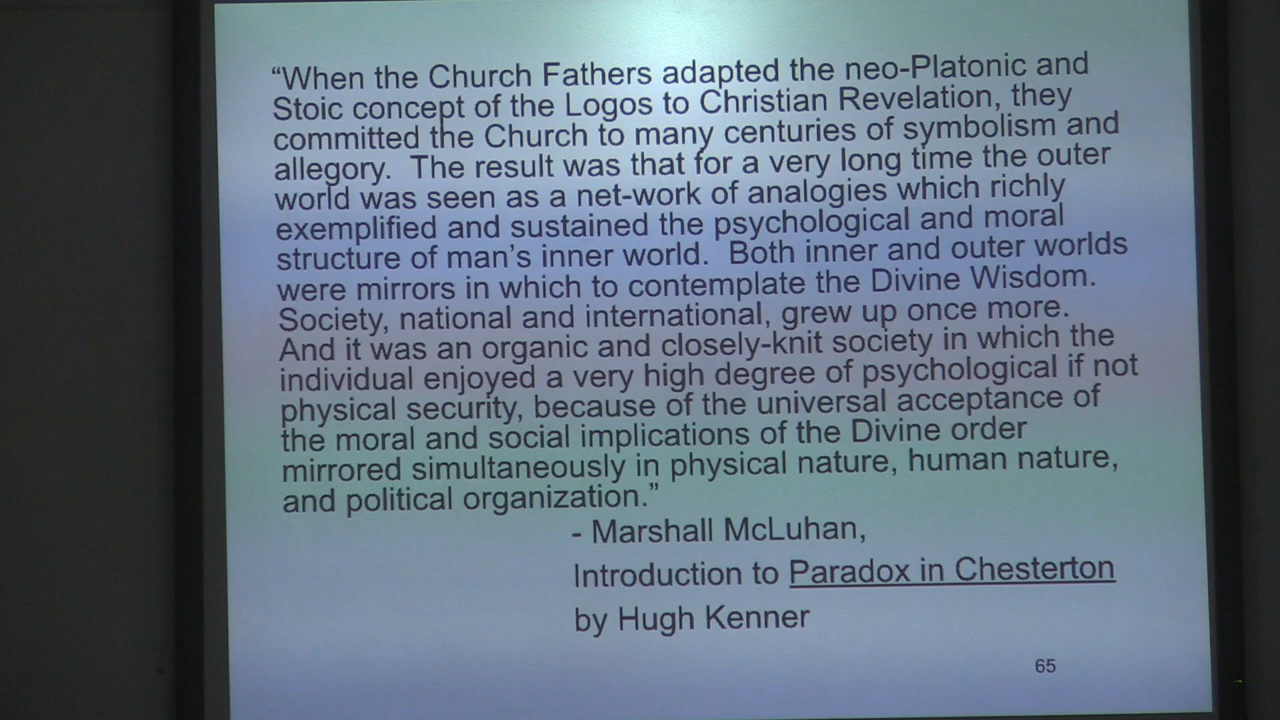 “When the Church Fathers adapted the neo-Platonic and
Stoic concept of the Logos to Christian Revelation, they
committed the Church to many centuries of symbolism and
allegory.  The result was that for a very long time the outer
world was seen as a net-work of analogies which richly
exemplified and sustained the psychological and moral
structure of man’s inner world.  Both inner and outer worlds
were mirrors in which to contemplate the Divine Wisdom.
Society, national and international, grew up once more.
And it was an organic and closely-knit society in which the
individual enjoyed a very high degree of psychological if not
physical security, because of the universal acceptance of
the moral and social implications of the Divine order
mirrored simultaneously in physical nature, human nature,
and political organization.”
- Marshall McLuhan,
Introduction to Paradox in Chesterton
by Hugh Kenner
65